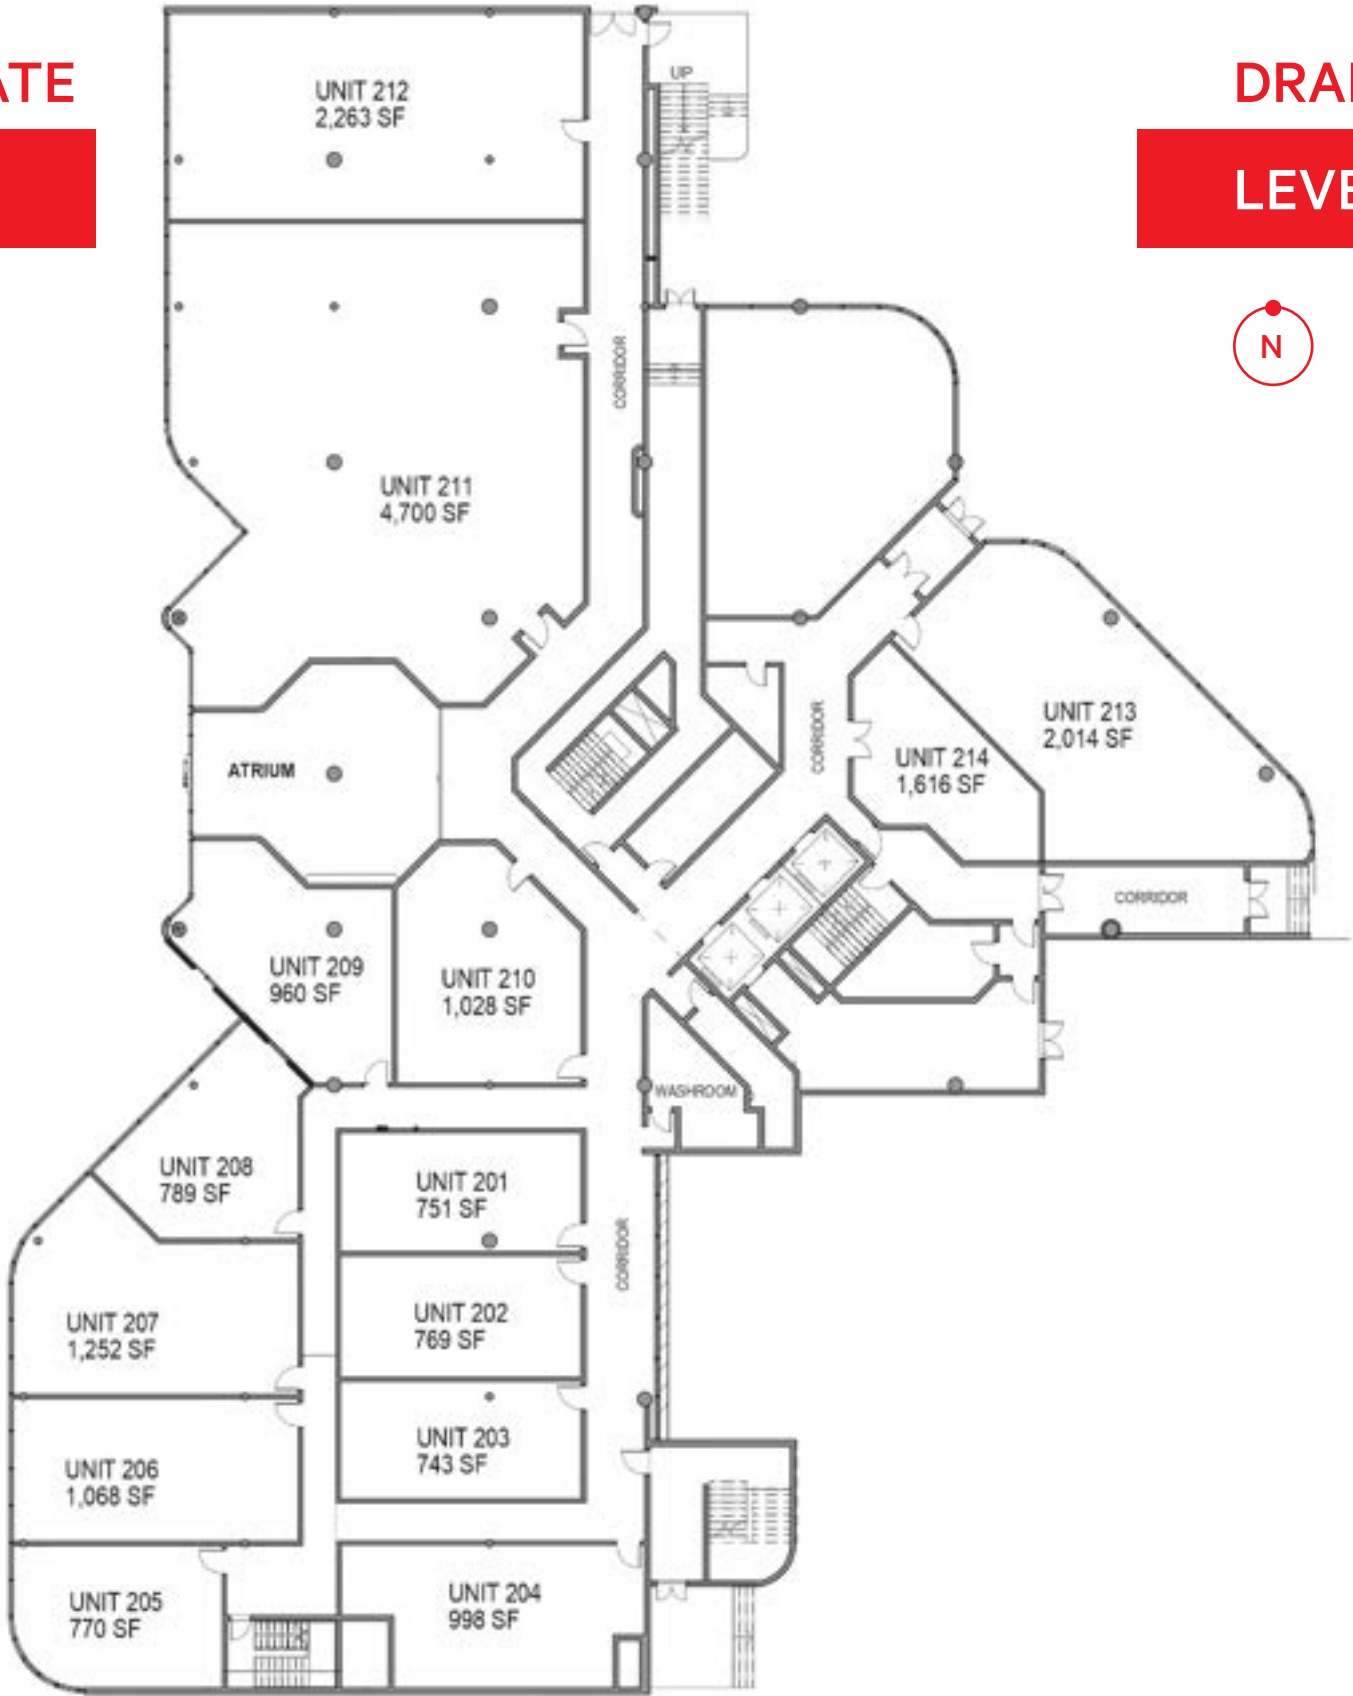 ATE
DRA
LEVE
N
UNIT 212
2,263 SF
UP
CORRIDOR
UNIT 211
4,700 SF
UNIT 213
2,014 SF
CORRIDOR
UNIT 214
1,616 SF
ATRIUM
CORRIDOR
UNIT 209
960 SF
UNIT 210
1,028 SF
WASHROOM
UNIT 208
789 SF
UNIT 201
751 SF
CORRIDOR
UNIT 207
1,252 SF
UNIT 202
769 SF
UNIT 203
743 SF
UNIT 206
1,068 SF
UNIT 205
770 SF
UNIT 204
998 SF